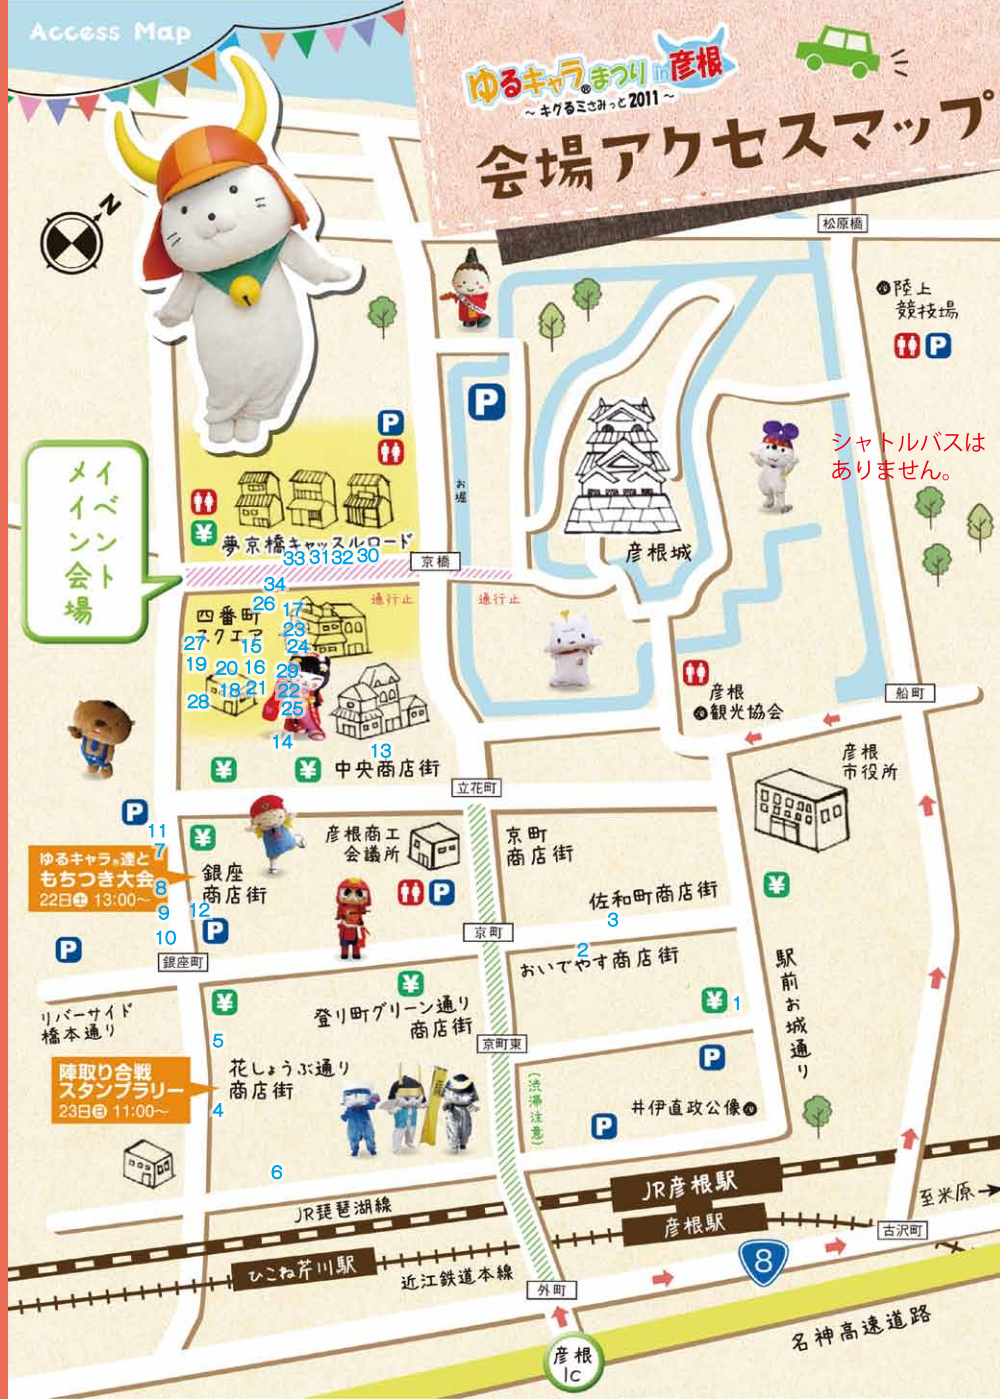 Access Map
ゆるキャラ®まつり in 彦根
～キグるミさみっと2011～
会場アクセスマップ
N
松原橋
陸上
競技場
P
P
P
シャトルバスは
ありません。
イベント
メイン会場
お堀
¥
夢京橋キャッスルロード
京橋
彦根城
33 31 32 30
通行止
通行止
34
26
17
四番町
スクエア
23
27
15
24
19
20
16
29
18
21
22
28
25
14
13
彦根
観光協会
船町
彦根
市役所
¥
¥
中央商店街
立花町
P
11
7
¥
彦根商工
会議所
京町
商店街
ゆるキャラ®達と
もちつき大会
22日土 13:00～
8
銀座
商店街
P
佐和町商店街
¥
9
12
P
3
10
P
京町
銀座町
2
おいでやす商店街
駅前お城通り
¥
¥
¥
1
リバーサイド
橋本通り
登り町グリーン通り
商店街
5
京町東
陣取り合戦
スタンプラリー
23日日 11:00～
花しょうぶ通り
商店街
4
P
(渋滞注意)
P
井伊直政公像
6
JR琵琶湖線
JR彦根駅
至米原
彦根駅
古沢町
ひこね芹川駅
近江鉄道本線
8
外町
名神高速道路
彦根
Ic